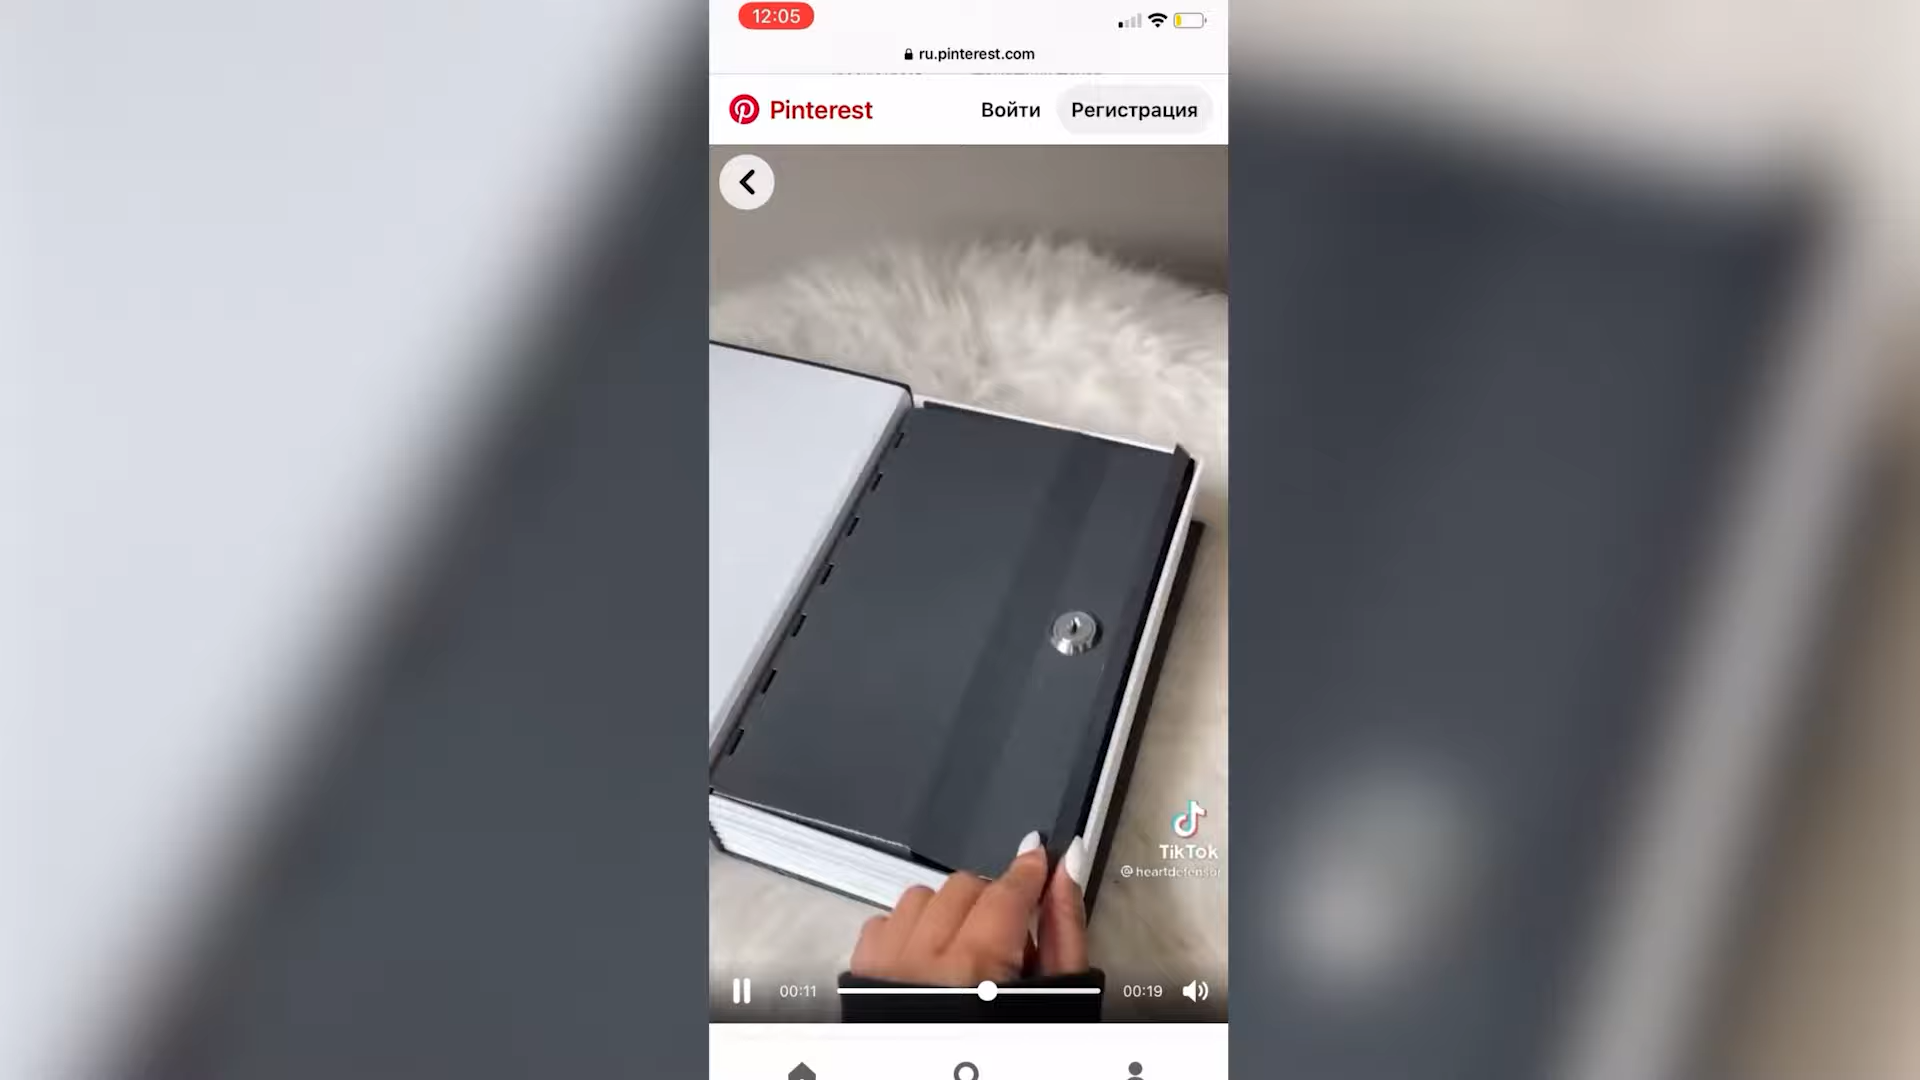 12:05
ru.pinterest.com
Pinterest
Войти
Регистрация
TikTok
00:11
00:19